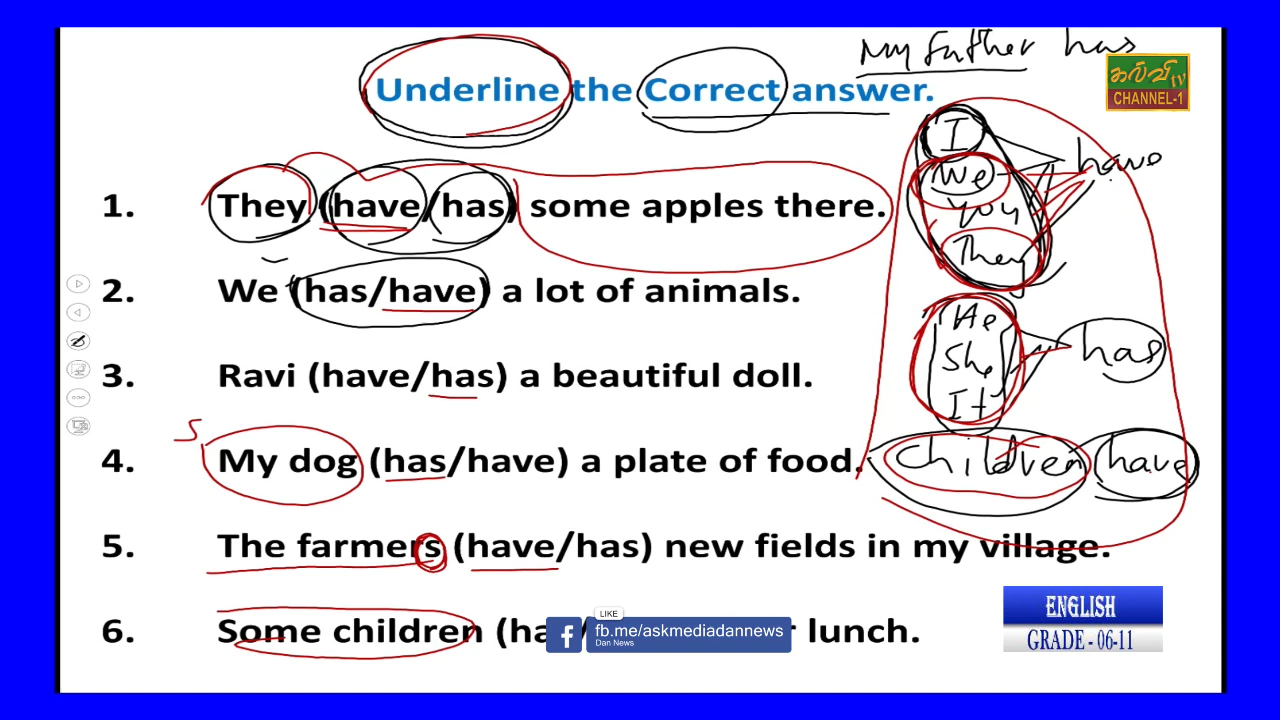 My father has
Underline the Correct answer.
கல்வி TV
CHANNEL-1
1. They (have/has) some apples there.
I
We
You
They
have
2. We (has/have) a lot of animals.
He
She
It
has
3. Ravi (have/has) a beautiful doll.
S
4. My dog (has/have) a plate of food.
children have
5. The farmers (have/has) new fields in my village.
6. Some children (ha lunch.
LIKE
fb.me/askmediadannews
Dan News
ENGLISH
GRADE - 06-11